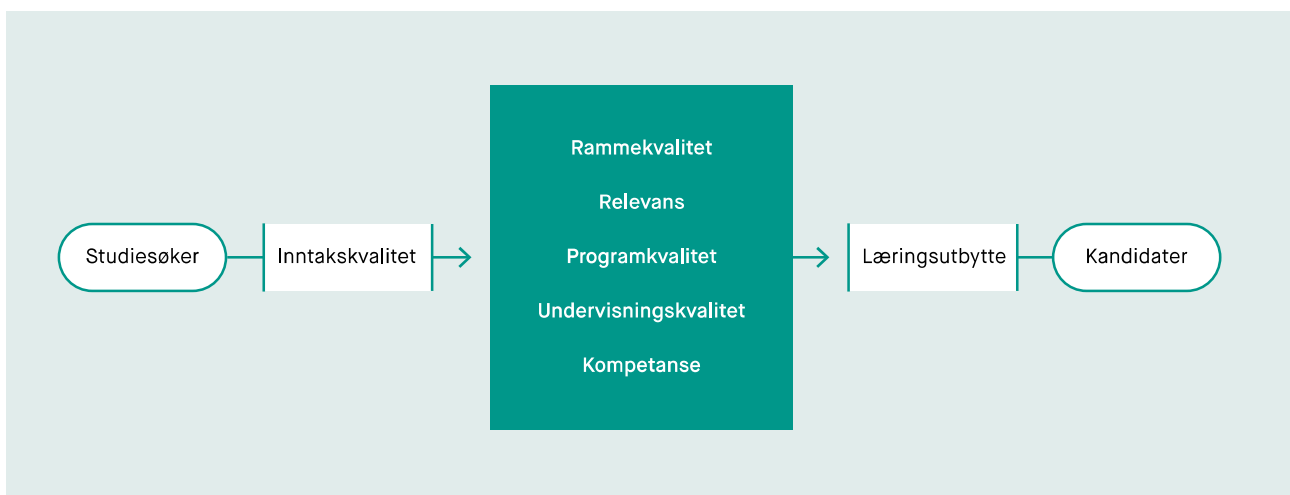 Studiesøker
Inntakskvalitet
Rammekvalitet
Relevans
Programkvalitet
Undervisningskvalitet
Kompetanse
Læringsutbytte
Kandidater